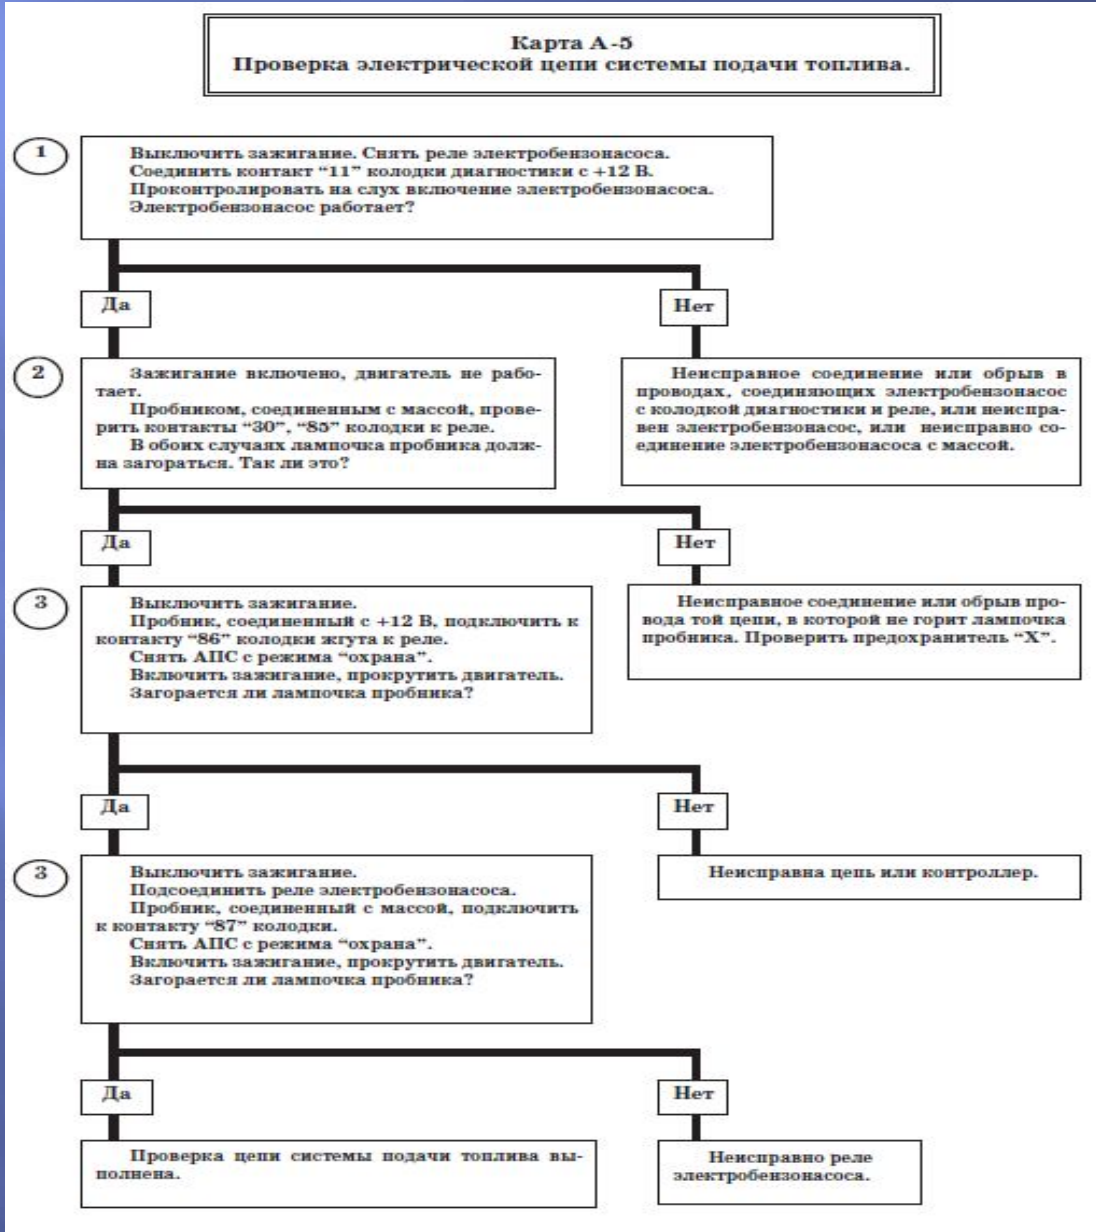 Карта А-5
Проверка электрической цепи системы подачи топлива.
1
Выключить зажигание. Снять реле электробензонасоса.
Соединить контакт “11” колодки диагностики с +12 В.
Проконтролировать на слух включение электробензонасоса.
Электробензонасос работает?
Да
Нет
2
Зажигание включено, двигатель не рабо-
тает.
Пробником, соединенным с массой, прове-
рить контакты “30”, “85” колодки к реле.
В обоих случаях лампочка пробника долж-
на загораться. Так ли это?
Неисправное соединение или обрыв в
проводах, соединяющих электробензонасос
с колодкой диагностики и реле, или неиспра-
вен электробензонасос, или неисправно со-
единение электробензонасоса с массой.
Да
Нет
3
Выключить зажигание.
Пробник, соединенный с +12 В, подключить к
контакту “86” колодки жгута к реле.
Снять АПС с режима “охрана”.
Включить зажигание, прокрутить двигатель.
Загорается ли лампочка пробника?
Неисправное соединение или обрыв про-
вода той цепи, в которой не горит лампочка
пробника. Проверить предохранитель “X”.
Да
Нет
3
Выключить зажигание.
Подсоединить реле электробензонасоса.
Пробник, соединенный с массой, подключить
к контакту “87” колодки.
Снять АПС с режима “охрана”.
Включить зажигание, прокрутить двигатель.
Загорается ли лампочка пробника?
Неисправна цепь или контроллер.
Да
Нет
Проверка цепи системы подачи топлива вы-
полнена.
Неисправно реле
электробензонасоса.